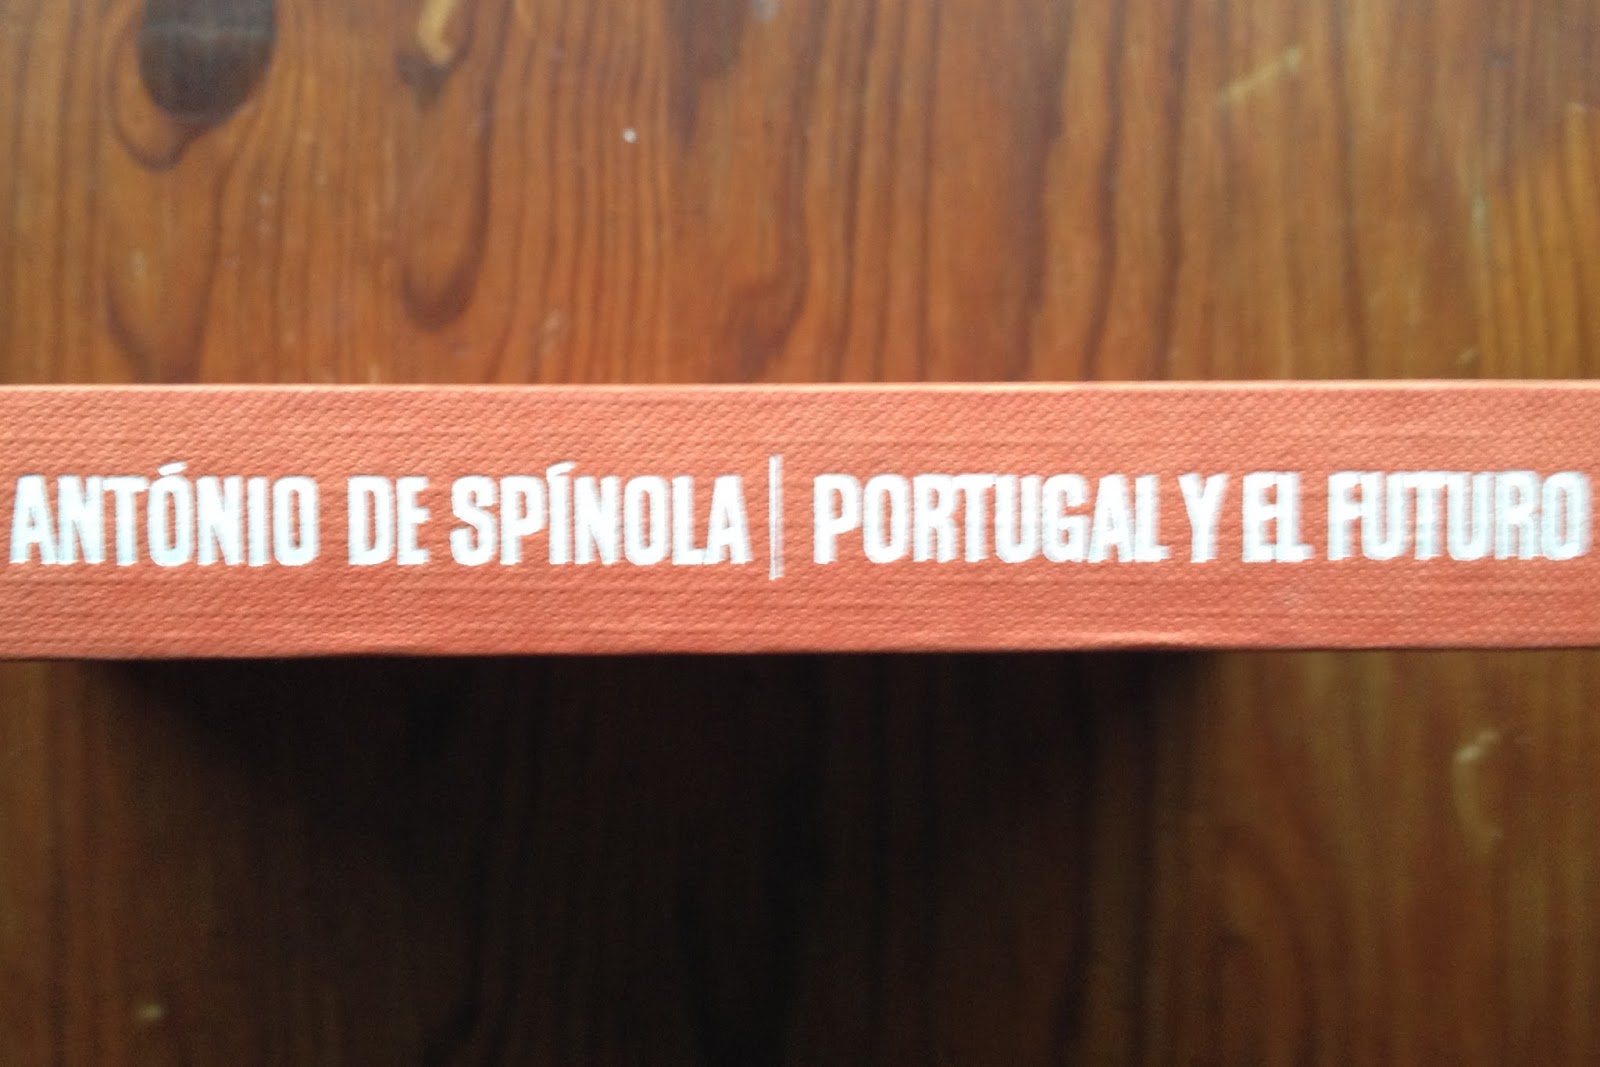 ANTÓNIO DE SPÍNOLA | PORTUGAL Y EL FUTURO